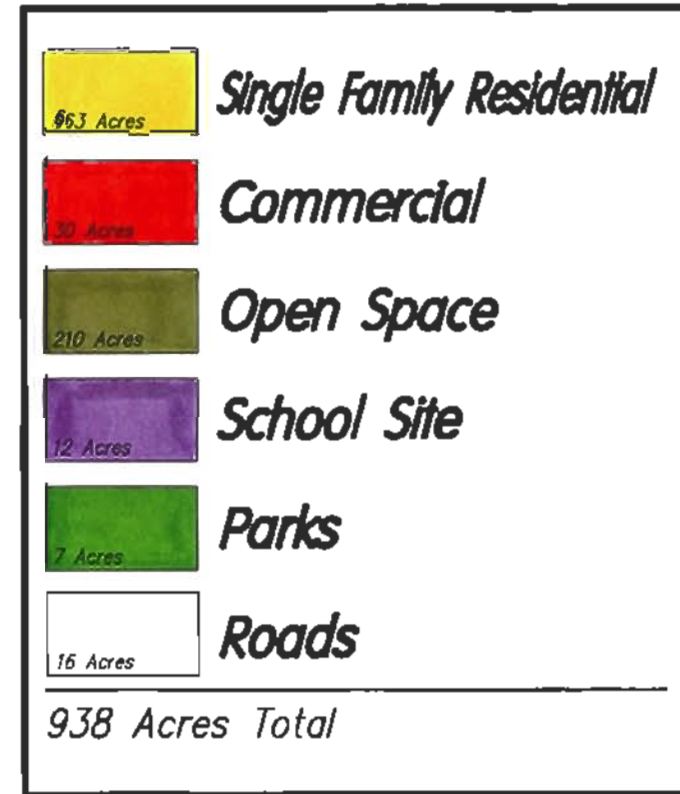 663 Acres
Single Family Residential
30 Acres
Commercial
210 Acres
Open Space
12 Acres
School Site
7 Acres
Parks
16 Acres
Roads
938 Acres Total